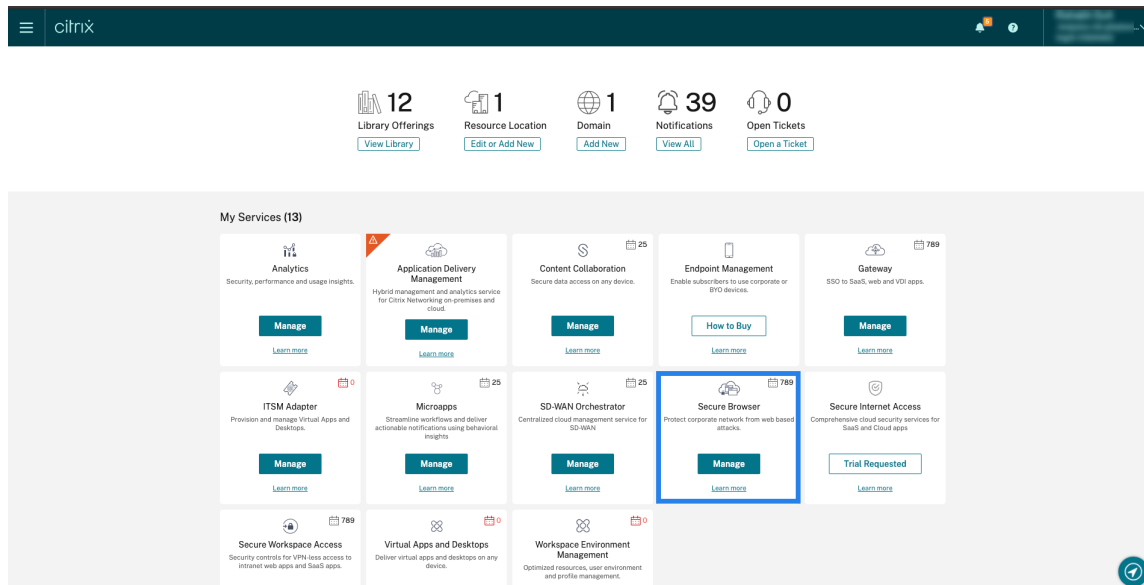 citrix
5
?
12
Library Offerings
View Library
1
Resource Location
Edit or Add New
1
Domain
Add New
39
Notifications
View All
0
Open Tickets
Open a Ticket
My Services (13)
Analytics
Security, performance and usage insights.
Manage
Learn more
Application Delivery
Management
Hybrid management and analytics service
for Citrix Networking on-premises and
cloud.
Manage
Learn more
25
Content Collaboration
Secure data access on any device.
Manage
Learn more
Endpoint Management
Enable subscribers to use corporate or
BYO devices.
How to Buy
Learn more
789
Gateway
SSO to SaaS, web and VDI apps.
Manage
Learn more
0
ITSM Adapter
Provision and manage Virtual Apps and
Desktops.
Manage
Learn more
25
Microapps
Streamline workflows and deliver
actionable notifications using behavioral
insights
Manage
Learn more
25
SD-WAN Orchestrator
Centralized cloud management service for
SD-WAN
Manage
Learn more
789
Secure Browser
Protect corporate network from web based
attacks.
Manage
Learn more
Secure Internet Access
Comprehensive cloud security services for
SaaS and Cloud apps
Trial Requested
Learn more
789
Secure Workspace Access
Security controls for VPN-less access to
intranet web apps and SaaS apps.
0
Virtual Apps and Desktops
Deliver virtual apps and desktops on any
device.
0
Workspace Environment
Management
Optimized resources, user environment
and profile management.